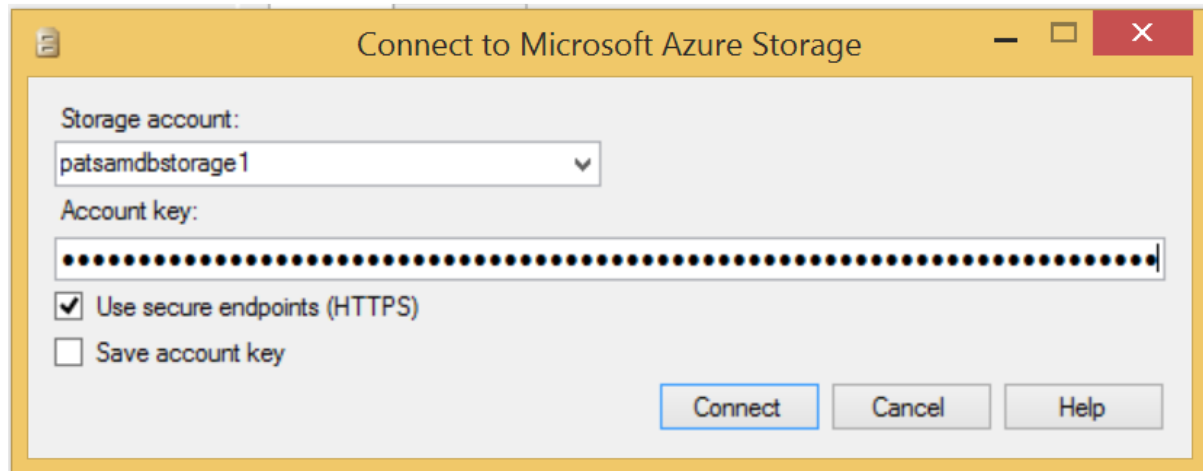 Connect to Microsoft Azure Storage
Storage account:
patsamdbstorage1
Account key:
Use secure endpoints (HTTPS)
Save account key
Connect Cancel Help